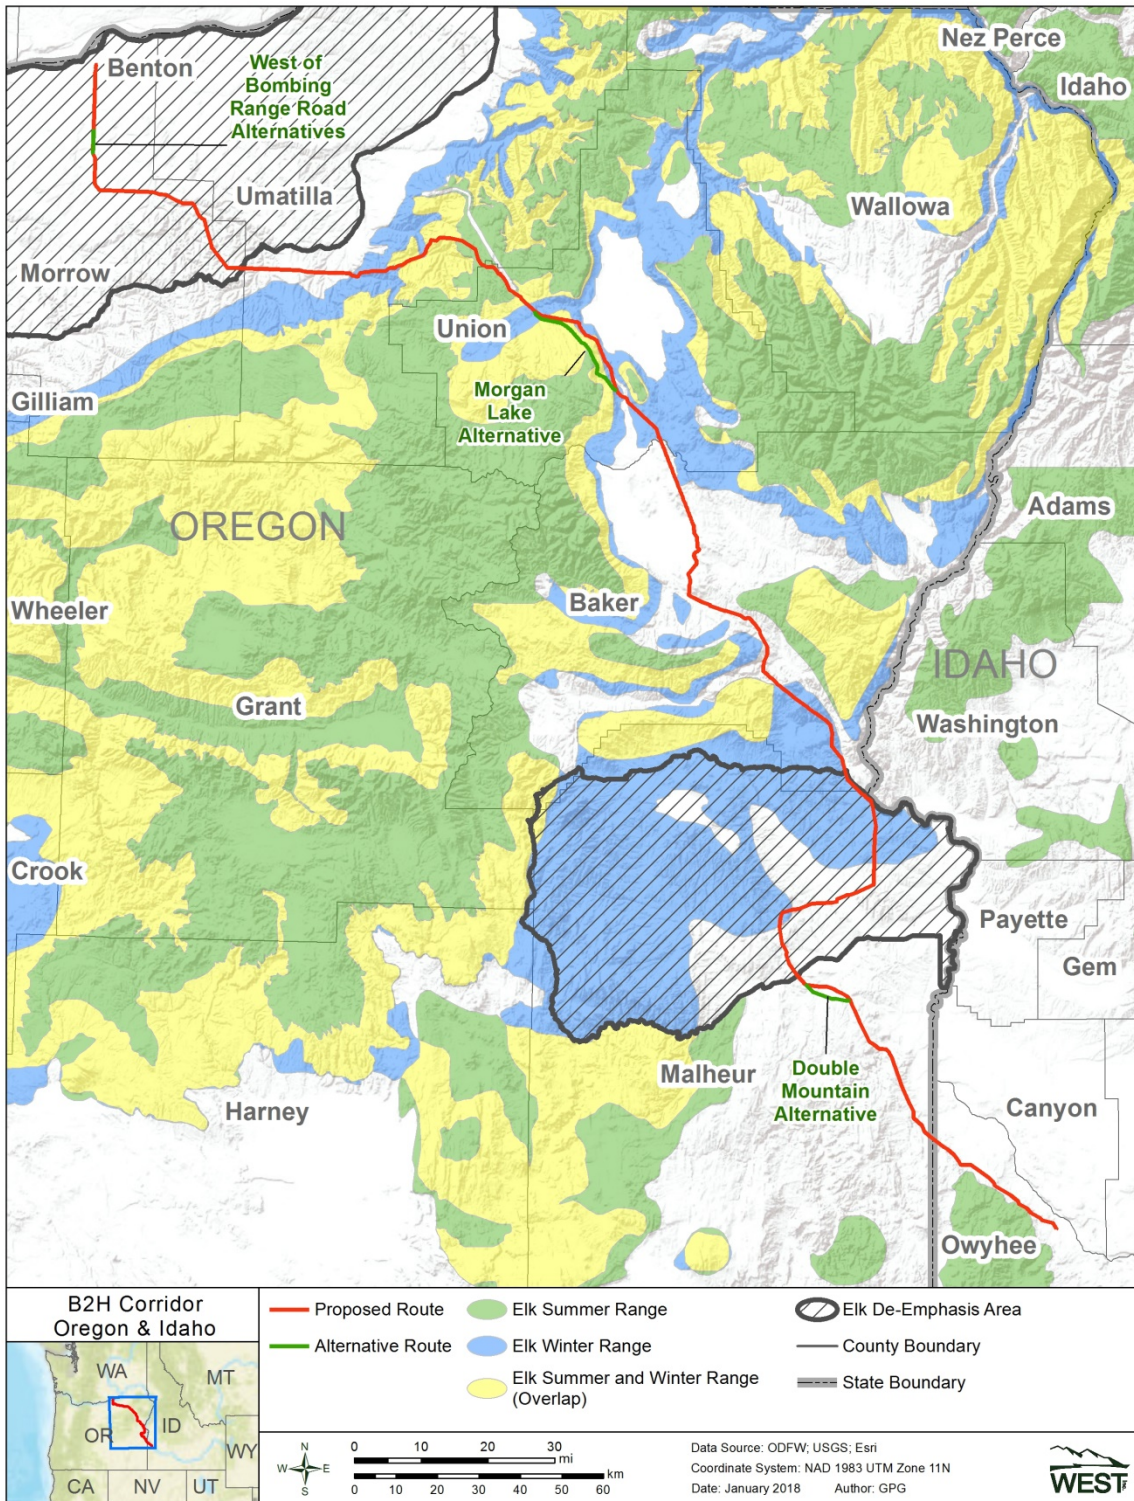 Nez Perce
Benton
West of
Bombing
Range Road
Alternatives
Idaho
Umatilla
Wallowa
Morrow
Union
Morgan
Lake
Alternative
Gilliam
OREGON
Adams
Wheeler
Baker
IDAHO
Grant
Washington
Crook
Payette
Gem
Malheur
Double
Mountain
Alternative
Harney
Canyon
Owyhee
B2H Corridor
Oregon & Idaho
WA
MT
OR
ID
WY
CA
NV
UT
Proposed Route
Alternative Route
Elk Summer Range
Elk Winter Range
Elk Summer and Winter Range
(Overlap)
Elk De-Emphasis Area
County Boundary
State Boundary
N
W E
S
0 10 20 30
mi
km
0 10 20 30 40 50 60
Data Source: ODFW; USGS; Esri
Coordinate System: NAD 1983 UTM Zone 11N
Date: January 2018 Author: GPG
WEST